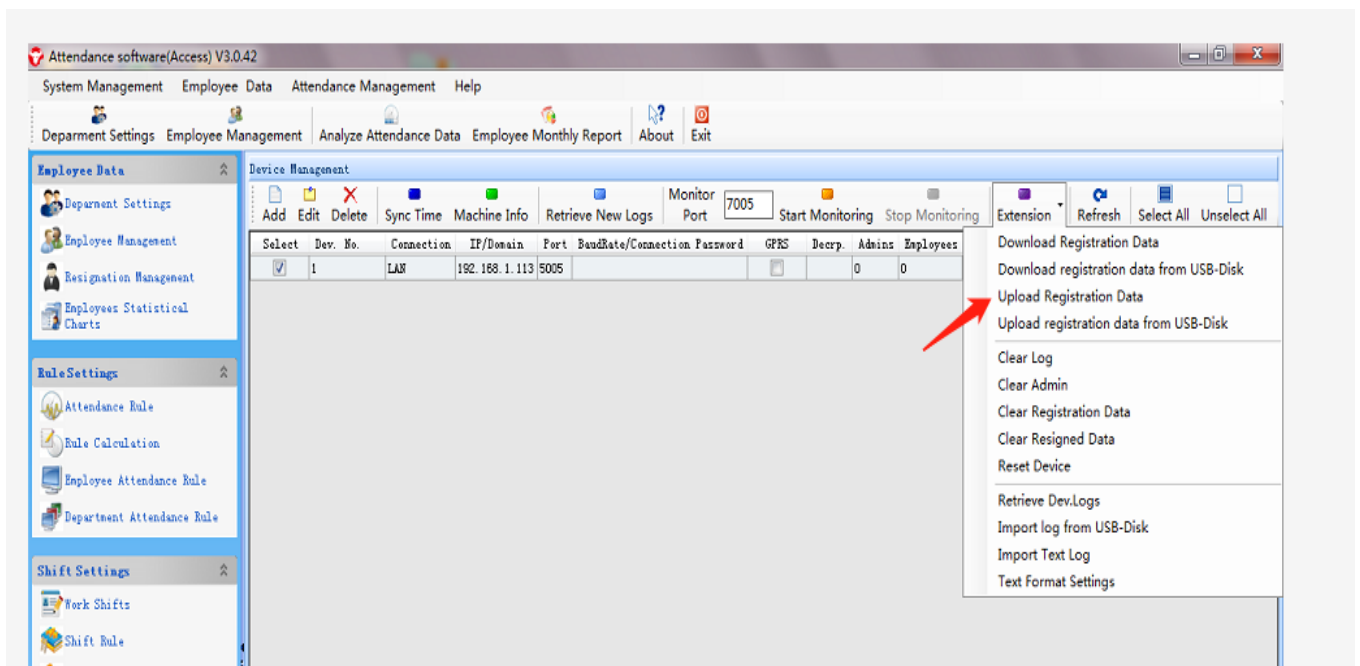 Attendance software(Access) V3.0.42
System Management Employee Data Attendance Management Help
Deparment Settings Employee Management Analyze Attendance Data Employee Monthly Report About Exit
Employee Data
Deparment Settings
Employee Management
Resignation Management
Employees Statistical
Charts
RuleSettings
Attendance Rule
Rule Calculation
Employee Attendance Rule
Department Attendance Rule
Shift Settings
Work Shifts
Shift Rule
Device Management
Add Edit Delete Sync Time Machine Info Retrieve New Logs Monitor Port 7005 Start Monitoring Stop Monitoring Extension Refresh Select All Unselect All
Select Dev. No. Connection IP/Domain Port BaudRate/Connection Password GPRS Decrp. Admins Employees
1 LAN 192.168.1.113 5005 0 0
Download Registration Data
Download registration data from USB-Disk
Upload Registration Data
Upload registration data from USB-Disk
Clear Log
Clear Admin
Clear Registration Data
Clear Resigned Data
Reset Device
Retrieve Dev.Logs
Import log from USB-Disk
Import Text Log
Text Format Settings